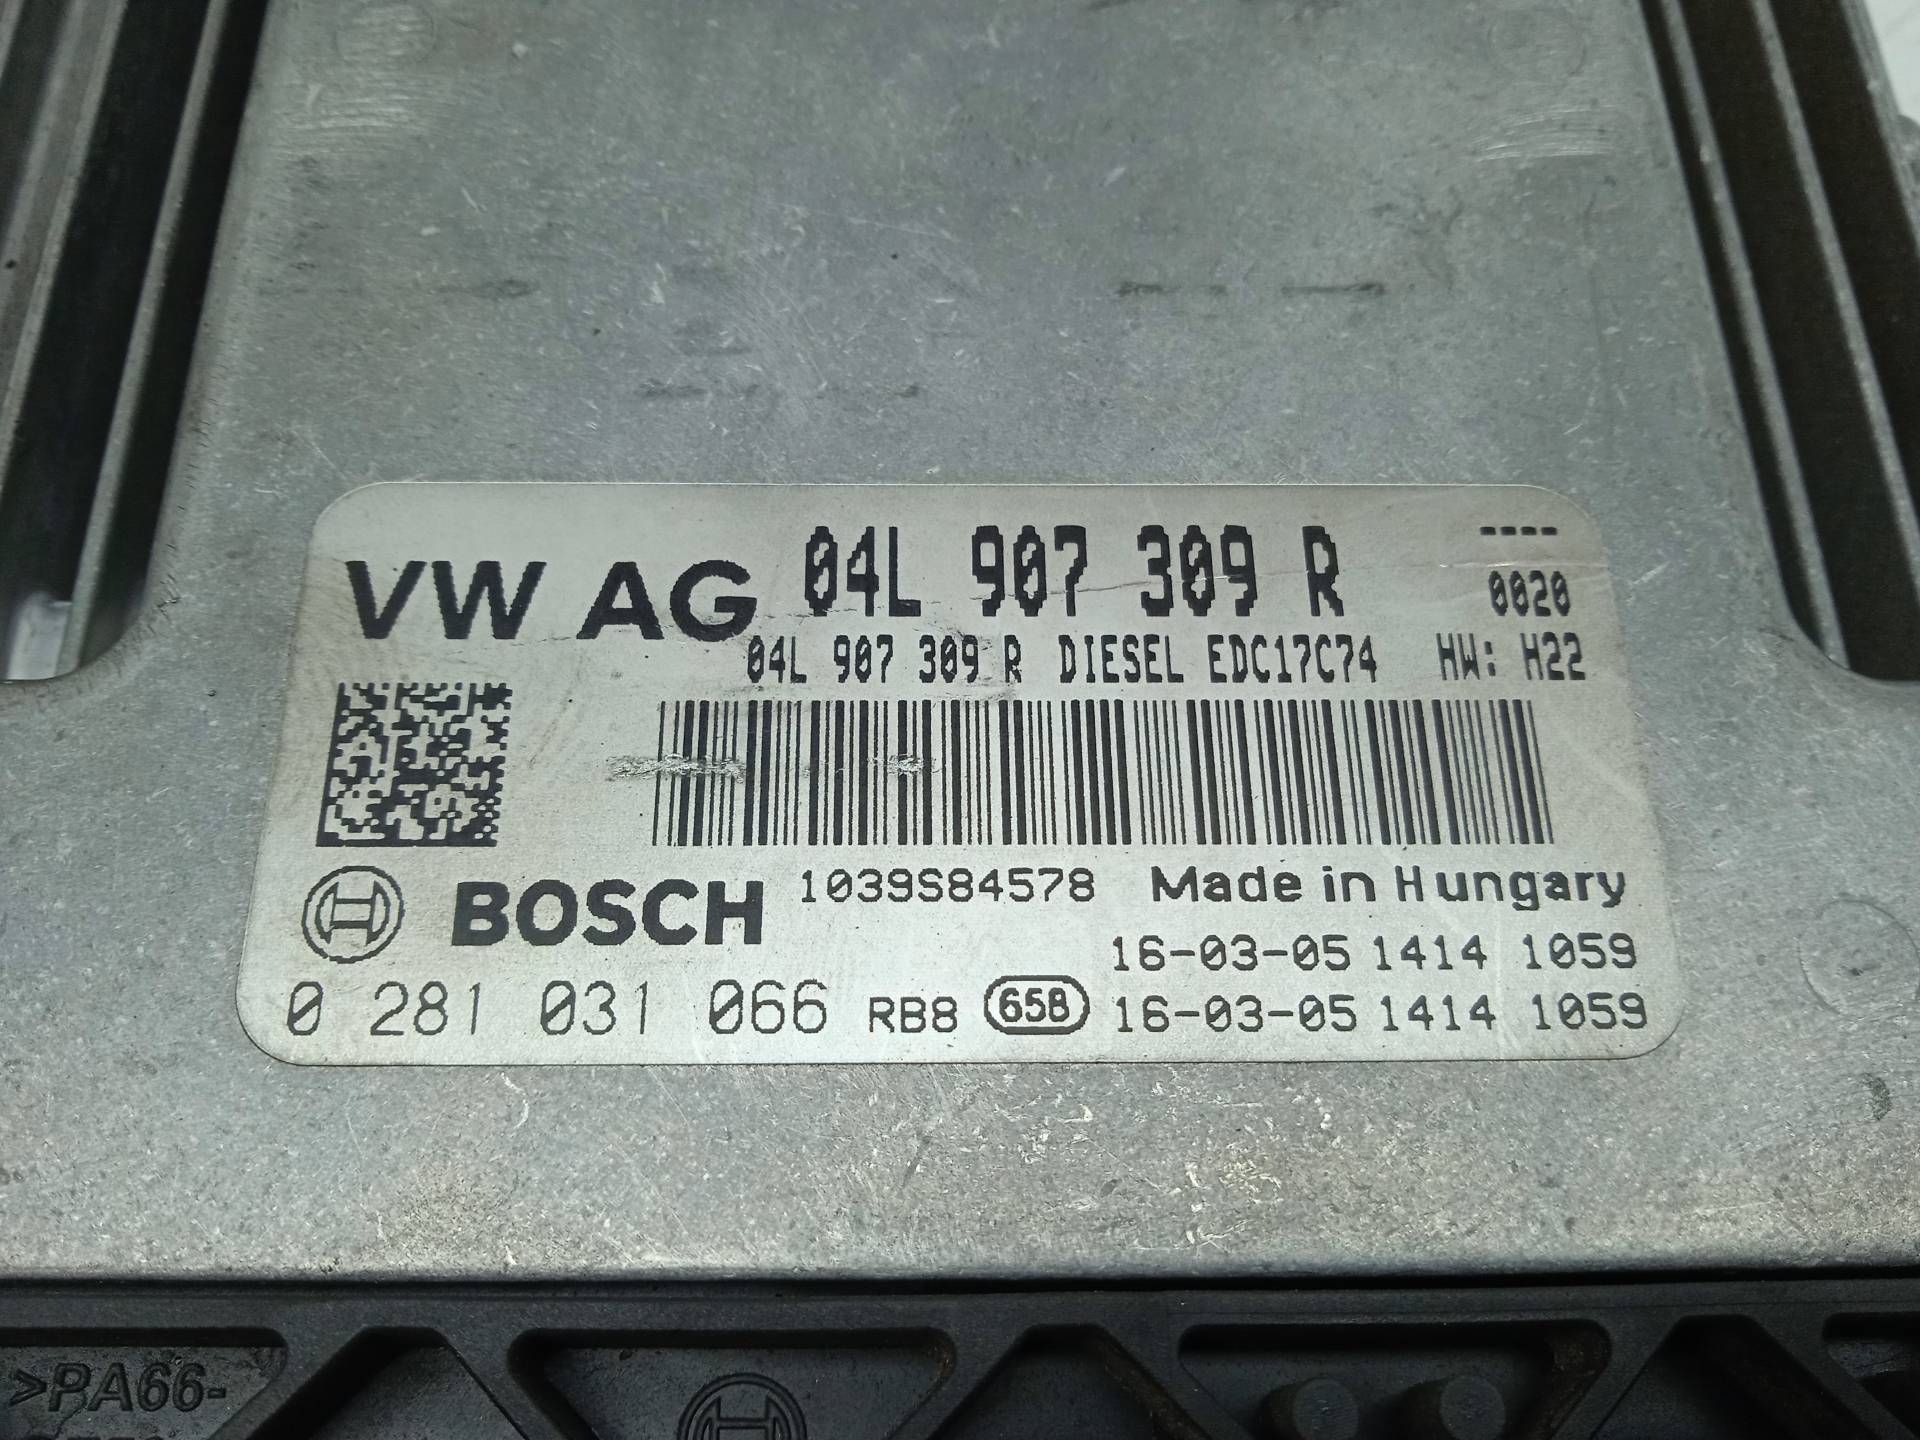 VW AG 04L 907 309 R ----
0020
04L 907 309 R DIESEL EDC17C74 HW: H22
BOSCH 1039S84578 Made in Hungary
16-03-05 1414 1059
0 281 031 066 RB8 65B 16-03-05 1414 1059
>PA66-